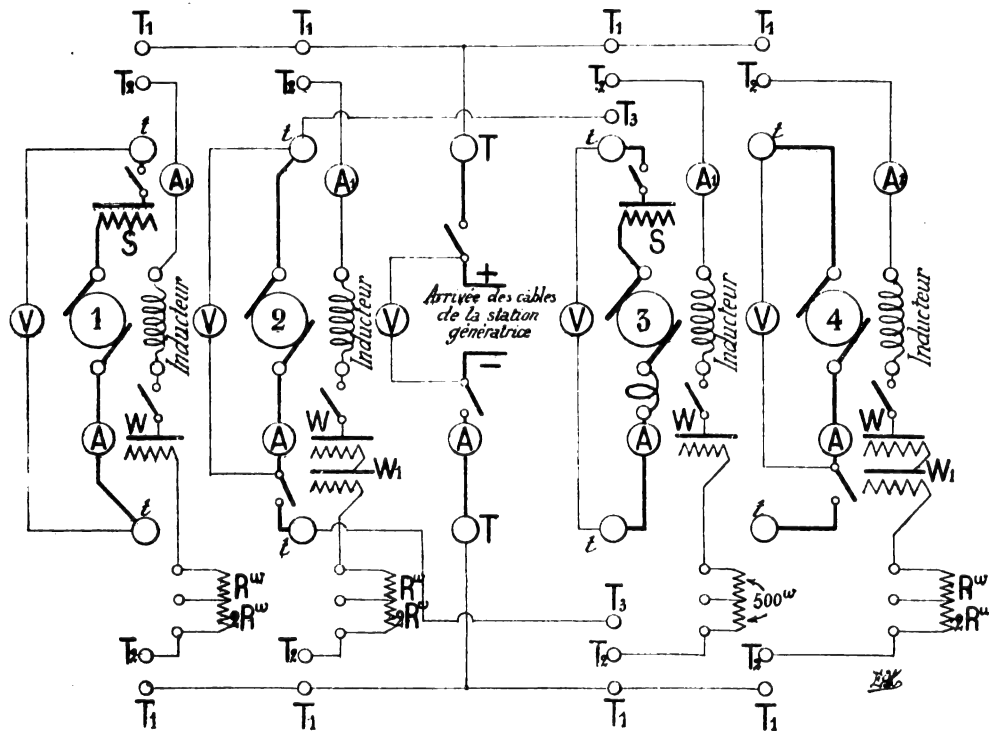 T₁ T₁ T₁ T₁
T₂ T₂ T₂ T₂
T₃
t t T t t
A₁ A₁ A₁ A₁
S S
+
Arrivée des câbles
de la station
génératrice
−
V 1 Inducteur
V 2 Inducteur
V
V 3 Inducteur
V 4 Inducteur
W W W
A A A A A
W₁ W₁
t t T t t
Rω Rω 500ω Rω
2Rω 2Rω 2Rω
T₃
T₂ T₂ T₂ T₂
T₁ T₁ T₁ T₁